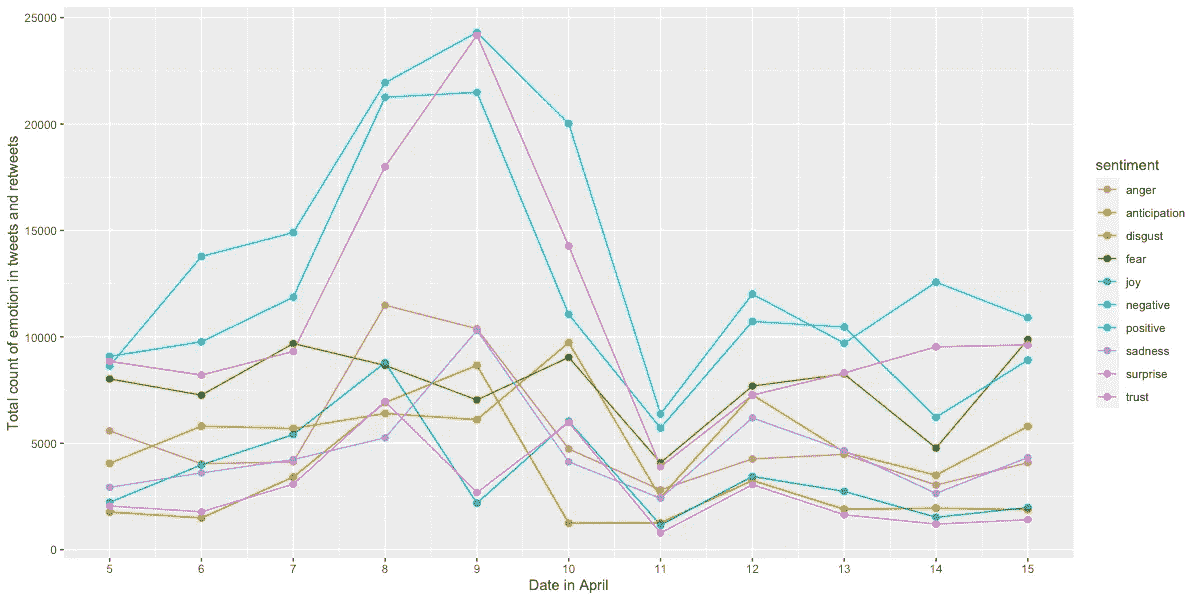 25000
20000
15000
10000
5000
0
Total count of emotion in tweets and retweets
5 6 7 8 9 10 11 12 13 14 15
Date in April
sentiment
anger
anticipation
disgust
fear
joy
negative
positive
sadness
surprise
trust